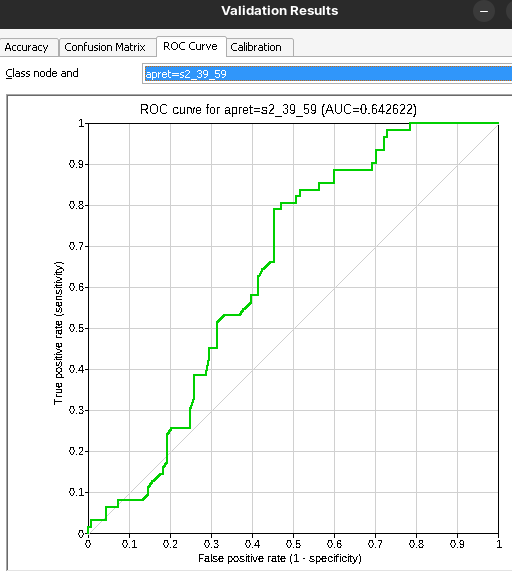 Validation Results
Accuracy Confusion Matrix ROC Curve Calibration
Class node and apret=s2_39_59
ROC curve for apret=s2_39_59 (AUC=0.642622)
1
0.9
0.8
0.7
0.6
0.5
0.4
0.3
0.2
0.1
0
True positive rate (sensitivity)
0 0.1 0.2 0.3 0.4 0.5 0.6 0.7 0.8 0.9 1
False positive rate (1 - specificity)